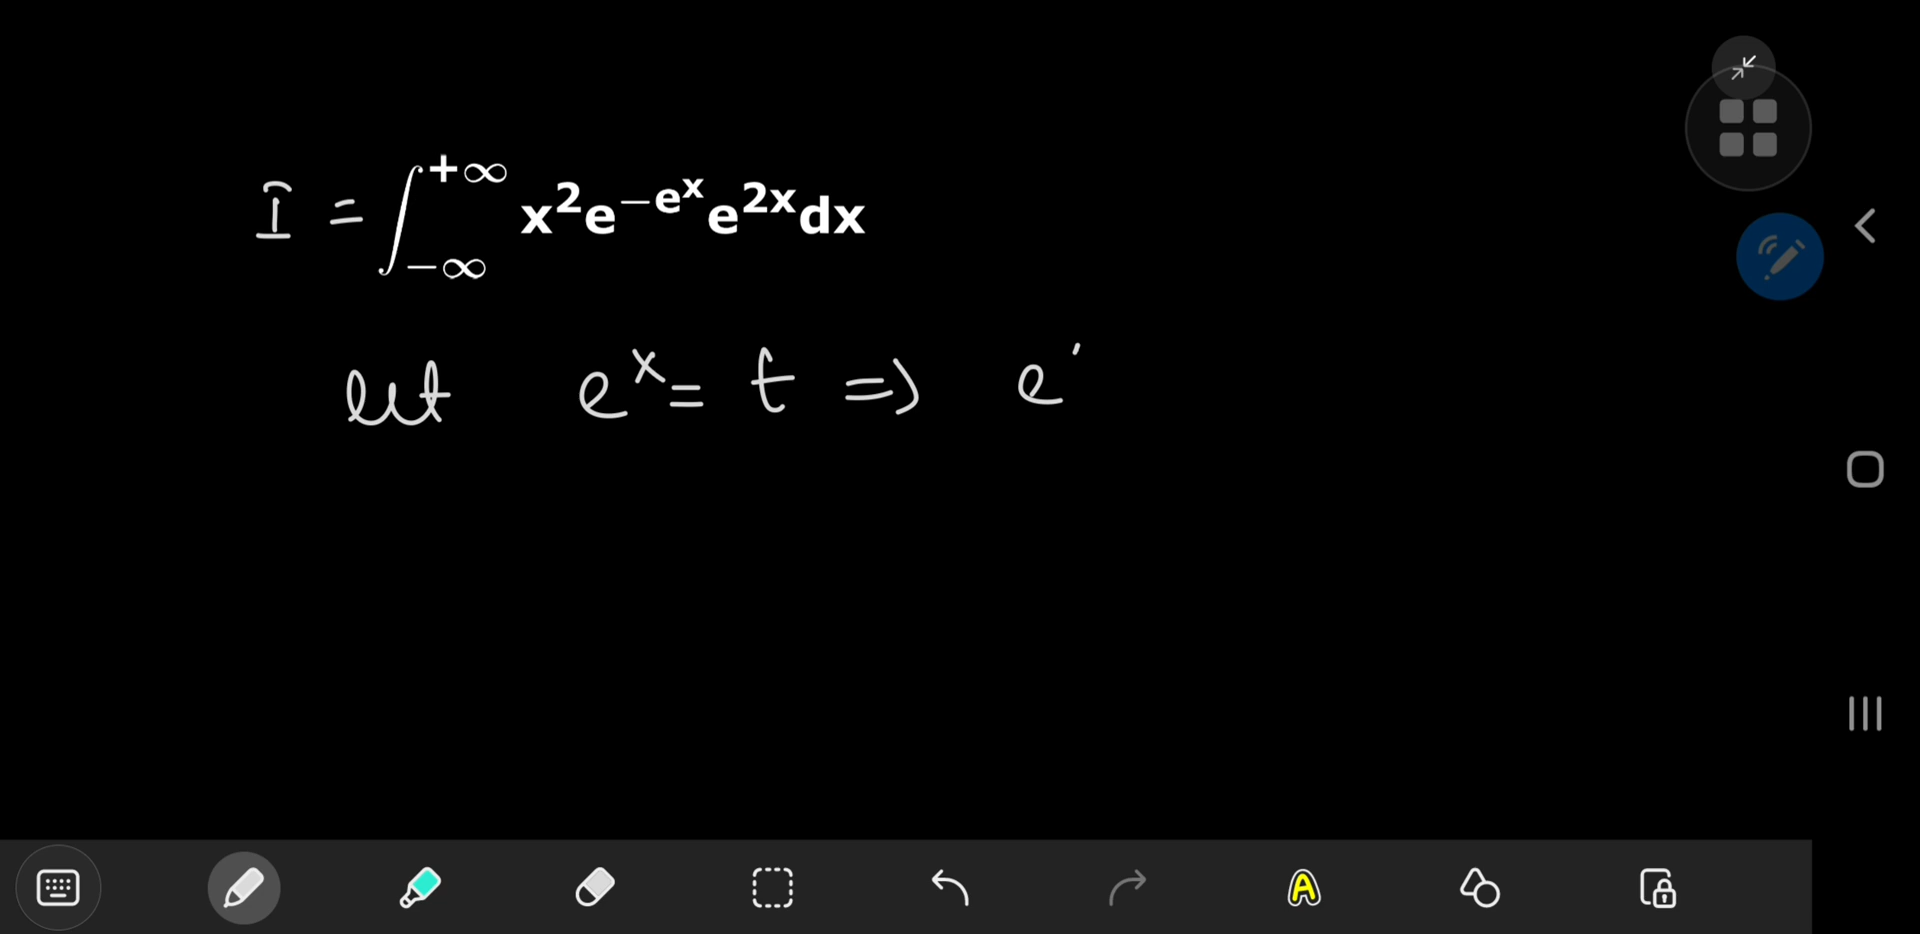 I = ∫_{-∞}^{+∞} x²e^{-e^x}e^{2x}dx
let e^x = t => e'
A